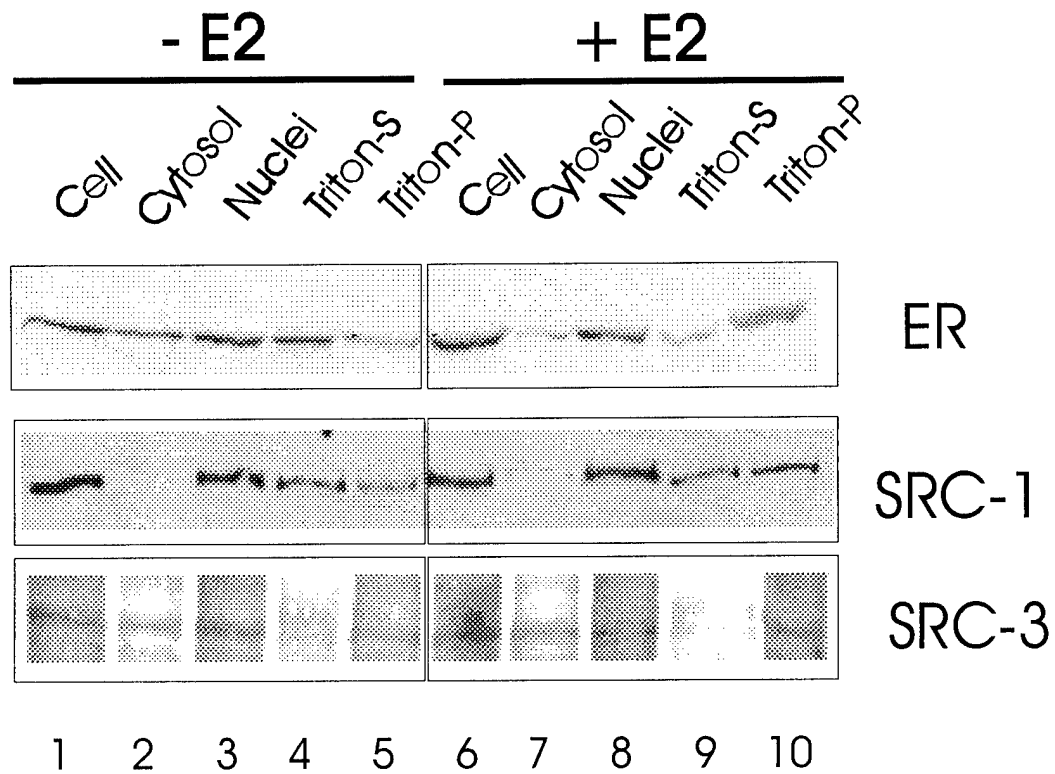 - E2 + E2
Cell Cytosol Nuclei Triton-S Triton-P Cell Cytosol Nuclei Triton-S Triton-P
ER
SRC-1
SRC-3
1 2 3 4 5 6 7 8 9 10